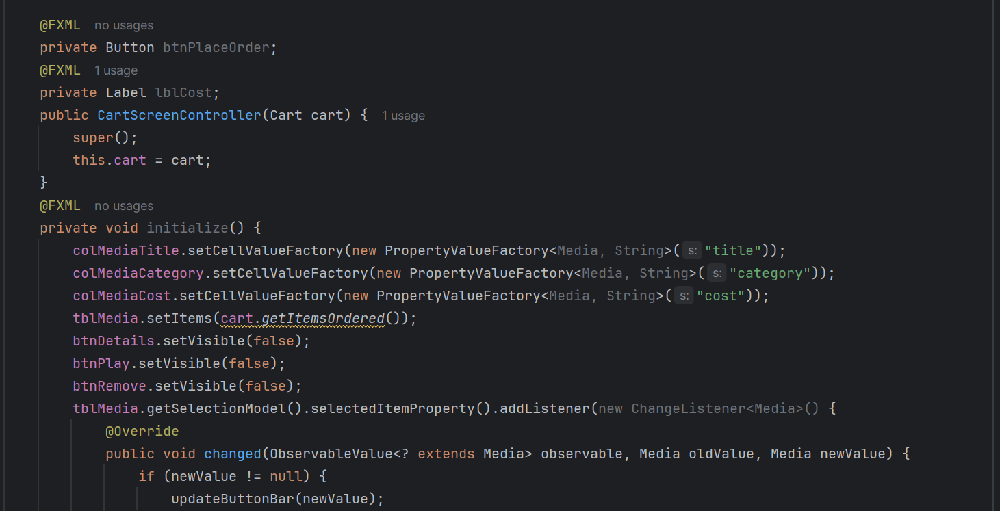 @FXML no usages
private Button btnPlaceOrder;
@FXML 1 usage
private Label lblCost;
public CartScreenController(Cart cart) { 1 usage
super();
this.cart = cart;
}
@FXML no usages
private void initialize() {
colMediaTitle.setCellValueFactory(new PropertyValueFactory<Media, String>( s: "title"));
colMediaCategory.setCellValueFactory(new PropertyValueFactory<Media, String>( s: "category"));
colMediaCost.setCellValueFactory(new PropertyValueFactory<Media, String>( s: "cost"));
tblMedia.setItems(cart.getItemsOrdered());
btnDetails.setVisible(false);
btnPlay.setVisible(false);
btnRemove.setVisible(false);
tblMedia.getSelectionModel().selectedItemProperty().addListener(new ChangeListener<Media>() {
@Override
public void changed(ObservableValue<? extends Media> observable, Media oldValue, Media newValue) {
if (newValue != null) {
updateButtonBar(newValue);